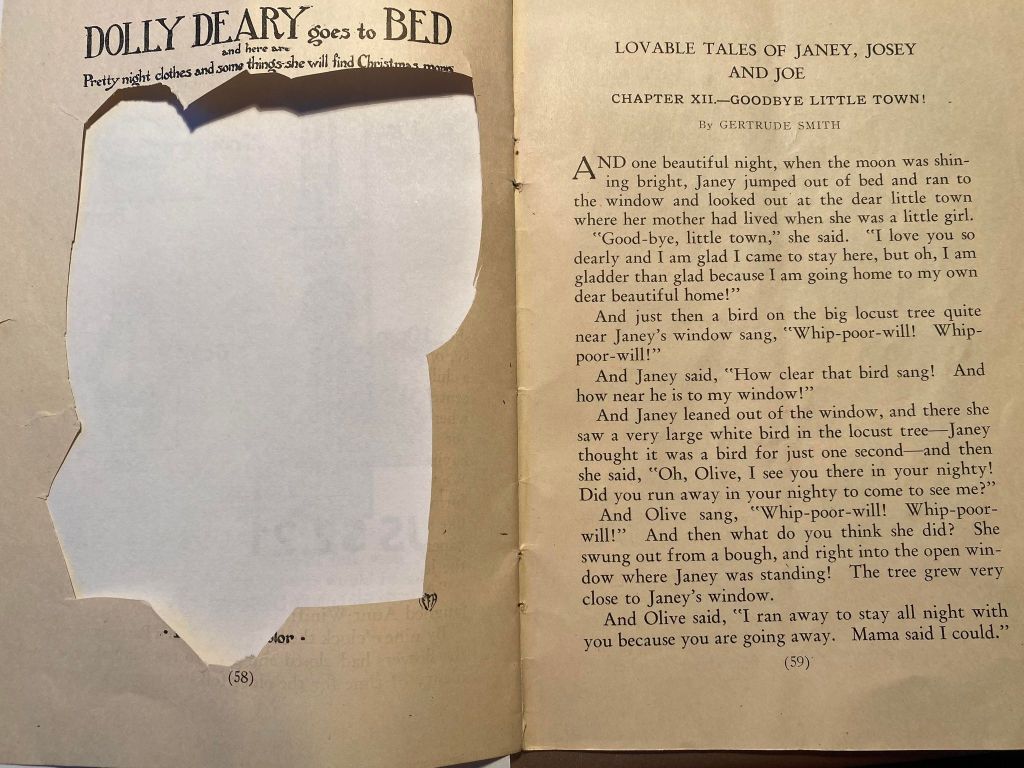 DOLLY DEARY goes to BED
and here are
Pretty night clothes and some things she will find Christmas morn
(58)
LOVABLE TALES OF JANEY, JOSEY
AND JOE
CHAPTER XII.—GOODBYE LITTLE TOWN!
By GERTRUDE SMITH
AND one beautiful night, when the moon was shin-
ing bright, Janey jumped out of bed and ran to
the window and looked out at the dear little town
where her mother had lived when she was a little girl.
"Good-bye, little town," she said. "I love you so
dearly and I am glad I came to stay here, but oh, I am
gladder than glad because I am going home to my own
dear beautiful home!"
And just then a bird on the big locust tree quite
near Janey's window sang, "Whip-poor-will! Whip-
poor-will!"
And Janey said, "How clear that bird sang! And
how near he is to my window!"
And Janey leaned out of the window, and there she
saw a very large white bird in the locust tree—Janey
thought it was a bird for just one second—and then
she said, "Oh, Olive, I see you there in your nighty!
Did you run away in your nighty to come to see me?"
And Olive sang, "Whip-poor-will! Whip-poor-
will!" And then what do you think she did? She
swung out from a bough, and right into the open win-
dow where Janey was standing! The tree grew very
close to Janey's window.
And Olive said, "I ran away to stay all night with
you because you are going away. Mama said I could."
(59)